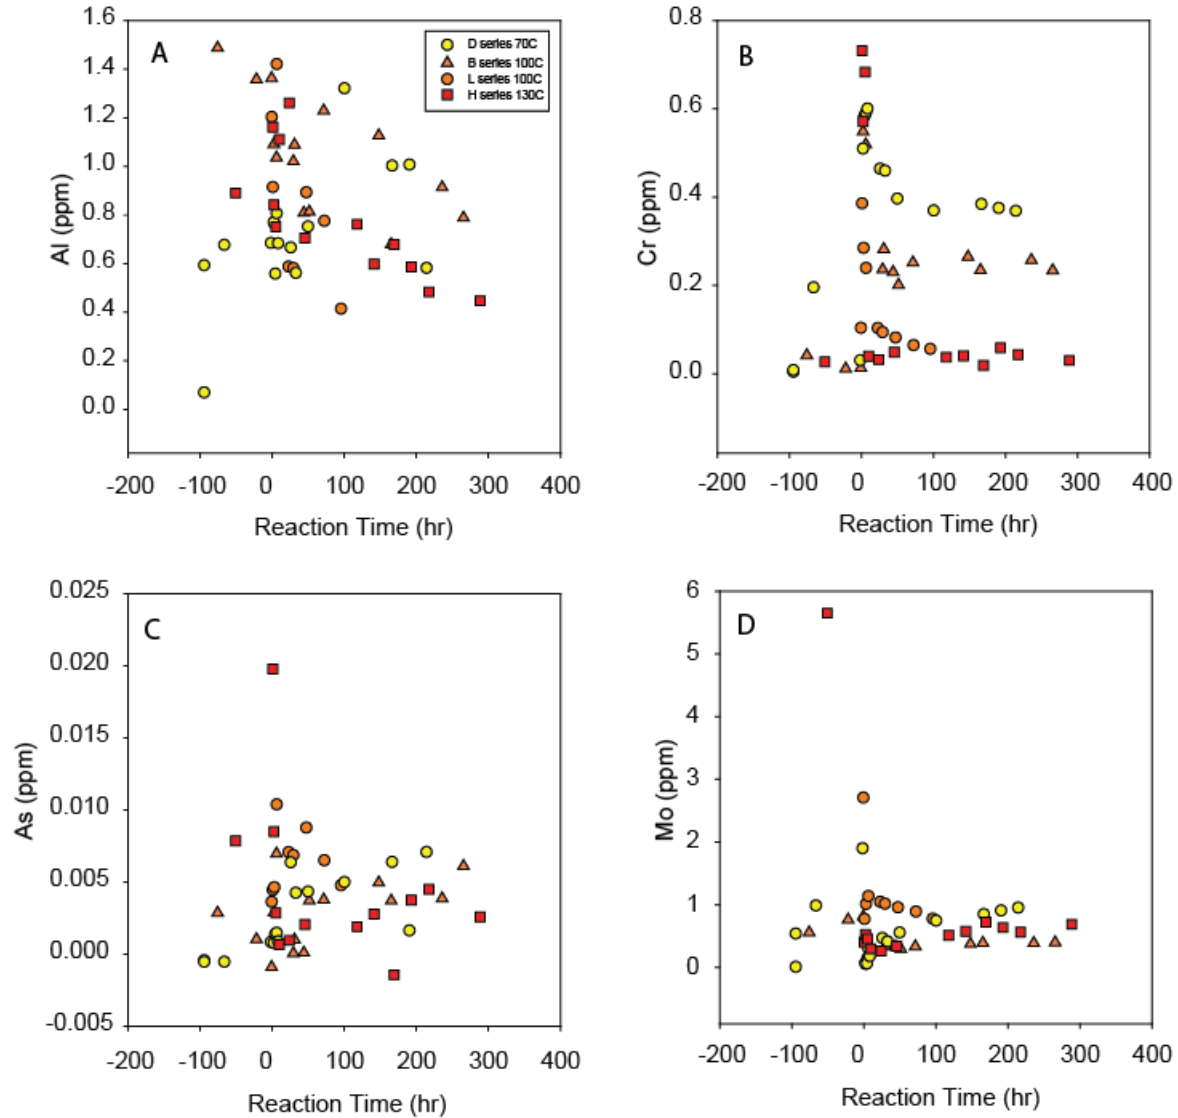 A
1.6
1.4
1.2
1.0
0.8
0.6
0.4
0.2
0.0
Al (ppm)
D series 70C
B series 100C
L series 100C
H series 130C
-200 -100 0 100 200 300 400
Reaction Time (hr)
B
0.8
0.6
0.4
0.2
0.0
Cr (ppm)
-200 -100 0 100 200 300 400
Reaction Time (hr)
C
0.025
0.020
0.015
0.010
0.005
0.000
-0.005
As (ppm)
-200 -100 0 100 200 300 400
Reaction Time (hr)
D
6
5
4
3
2
1
0
Mo (ppm)
-200 -100 0 100 200 300 400
Reaction Time (hr)